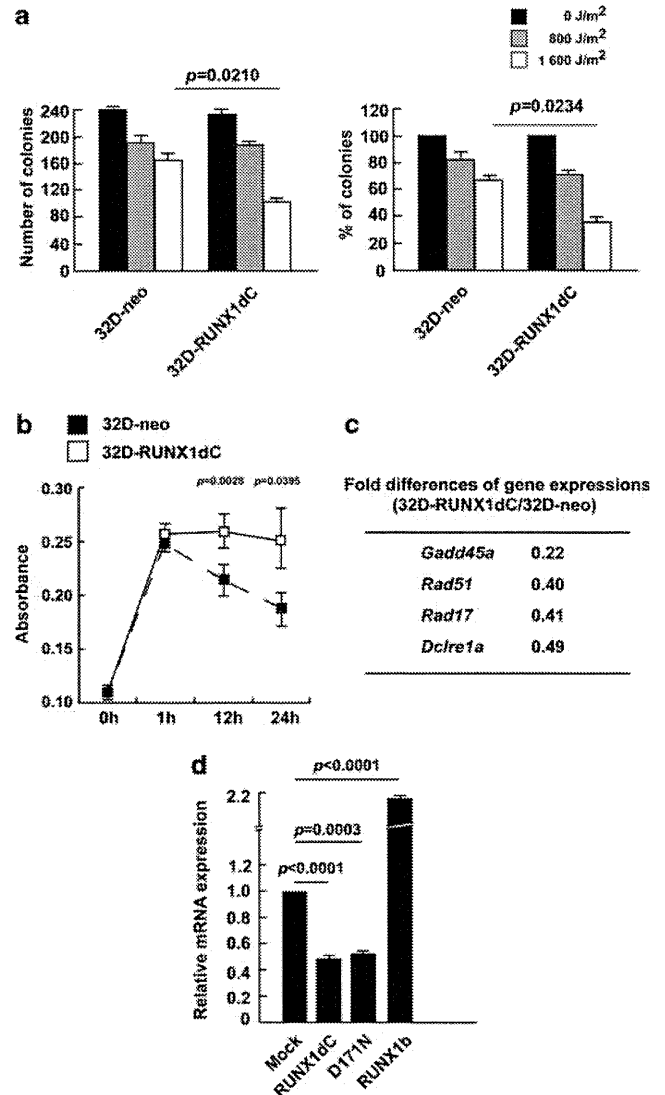 a
0 J/m2
800 J/m2
1 600 J/m2
p=0.0210
Number of colonies
240
200
160
120
80
40
0
32D-neo
32D-RUNX1dC
p=0.0234
% of colonies
120
100
80
60
40
20
0
32D-neo
32D-RUNX1dC
b
32D-neo
32D-RUNX1dC
p=0.0028 p=0.0395
Absorbance
0.30
0.25
0.20
0.15
0.10
0h 1h 12h 24h
c
Fold differences of gene expressions
(32D-RUNX1dC/32D-neo)
Gadd45a 0.22
Rad51 0.40
Rad17 0.41
Dclre1a 0.49
d
p<0.0001
p=0.0003
p<0.0001
Relative mRNA expression
2.2
1.2
1.0
0.8
0.6
0.4
0.2
0
Mock
RUNX1dC
D171N
RUNX1b